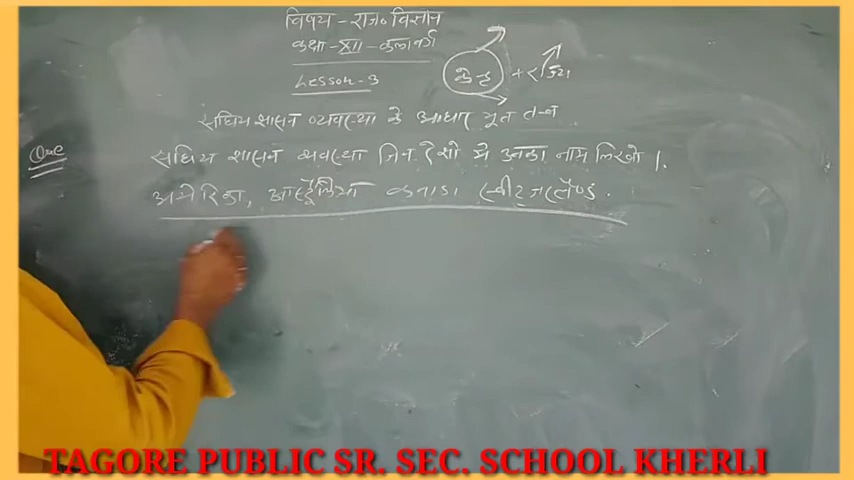 विषय - राज० विज्ञान
कक्षा - XII - कलावर्ग
Lesson - 3
केन्द्र + राज्य
संघिय शासन व्यवस्था के आधार भूत तत्व
Que संघिय शासन व्यवस्था जिन देशो मे उनका नाम लिखो।
अमेरिका, आस्ट्रेलिया कनाडा स्वीट्जरलैण्ड.
TAGORE PUBLIC SR. SEC. SCHOOL KHERLI